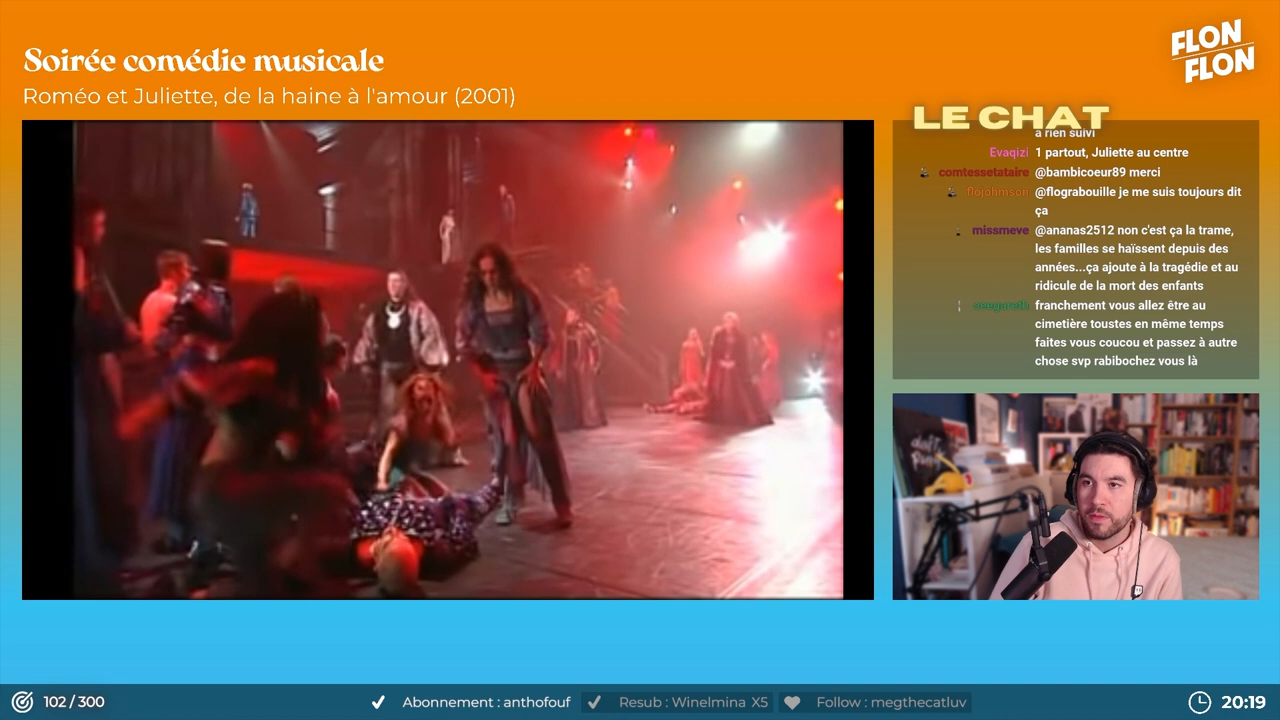 Soirée comédie musicale
Roméo et Juliette, de la haine à l'amour (2001)
FLON
FLON
LE CHAT
a rien suivi
Evaqizi 1 partout, Juliette au centre
comtessetataire @bambicoeur89 merci
flojohmson @flograbouille je me suis toujours dit
ça
missmeve @ananas2512 non c'est ça la trame,
les familles se haïssent depuis des
années...ça ajoute à la tragédie et au
ridicule de la mort des enfants
franchement vous allez être au
cimetière toustes en même temps
faites vous coucou et passez à autre
chose svp rabibochez vous là
102 / 300
Abonnement : anthofouf
Resub : Winelmina X5
Follow : megthecatluv
20:19